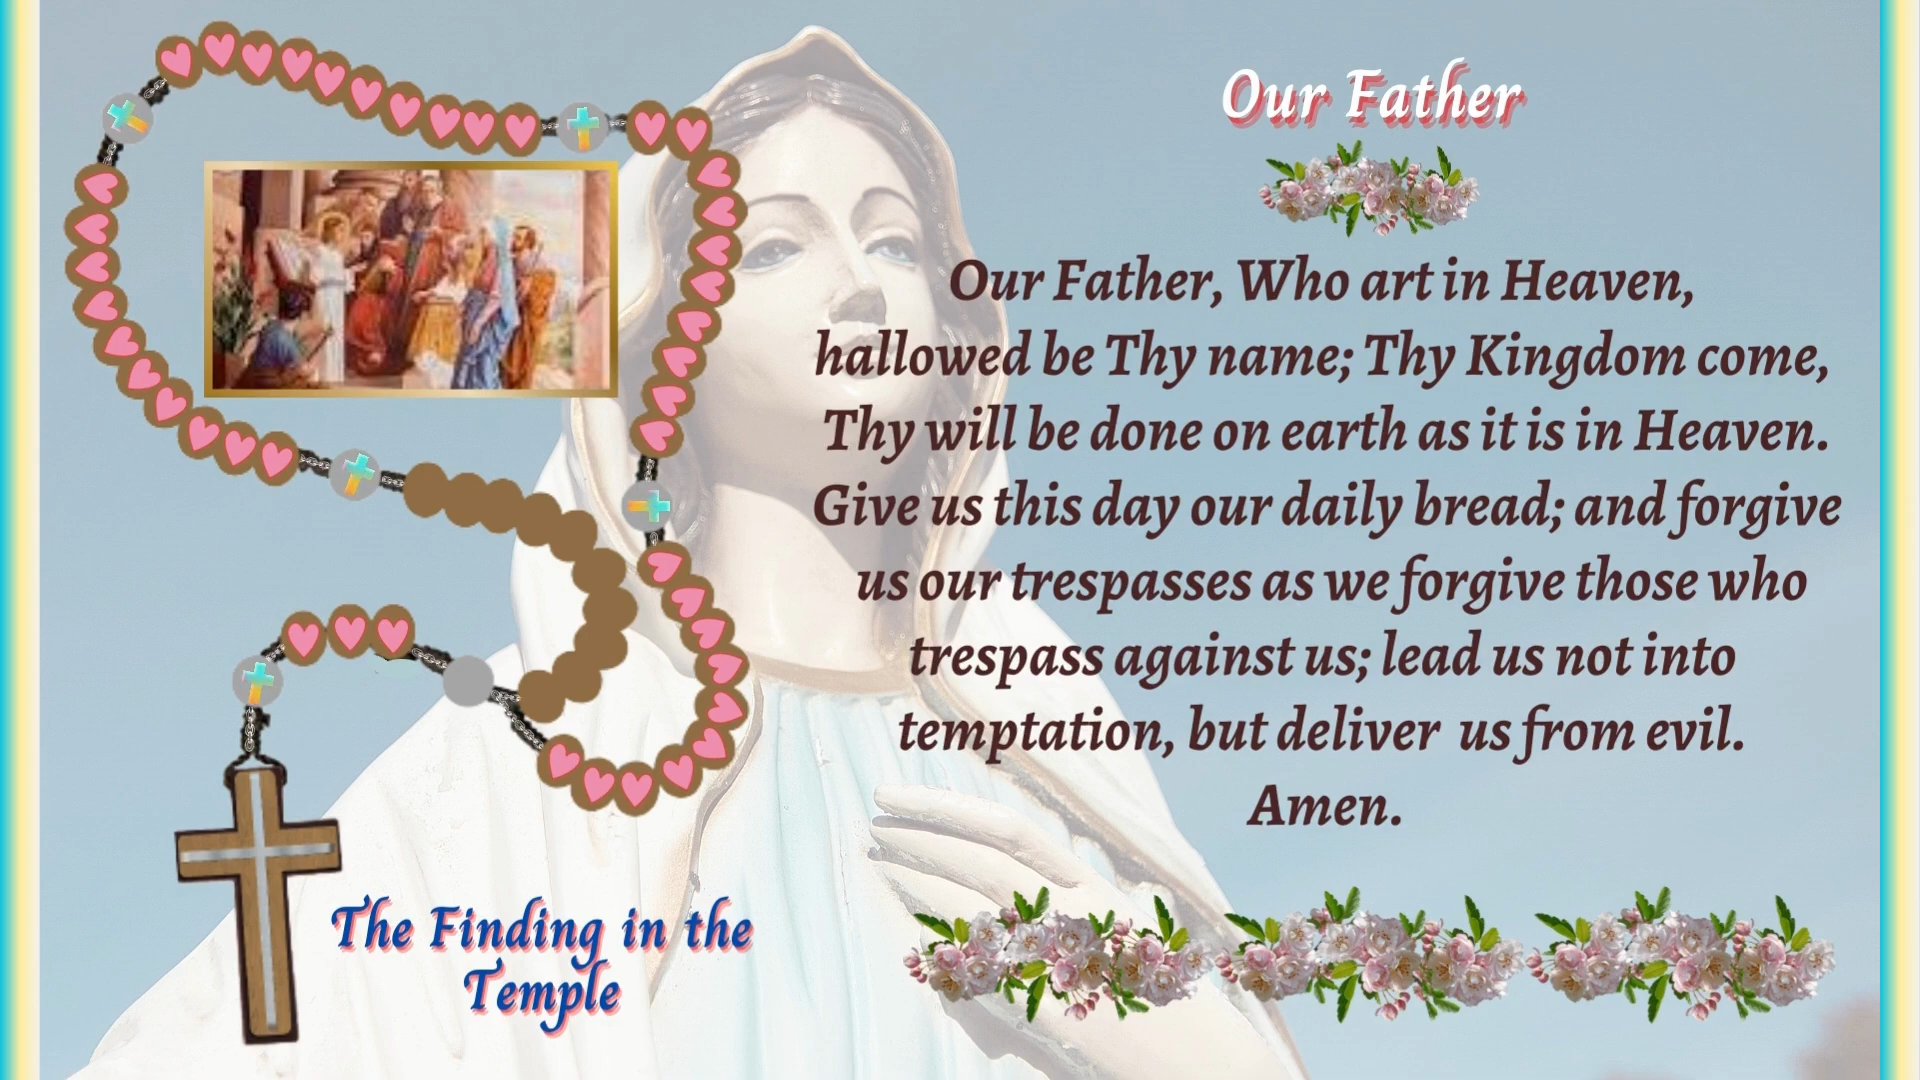 Our Father
Our Father, Who art in Heaven,
hallowed be Thy name; Thy Kingdom come,
Thy will be done on earth as it is in Heaven.
Give us this day our daily bread; and forgive
us our trespasses as we forgive those who
trespass against us; lead us not into
temptation, but deliver us from evil.
Amen.
The Finding in the
Temple